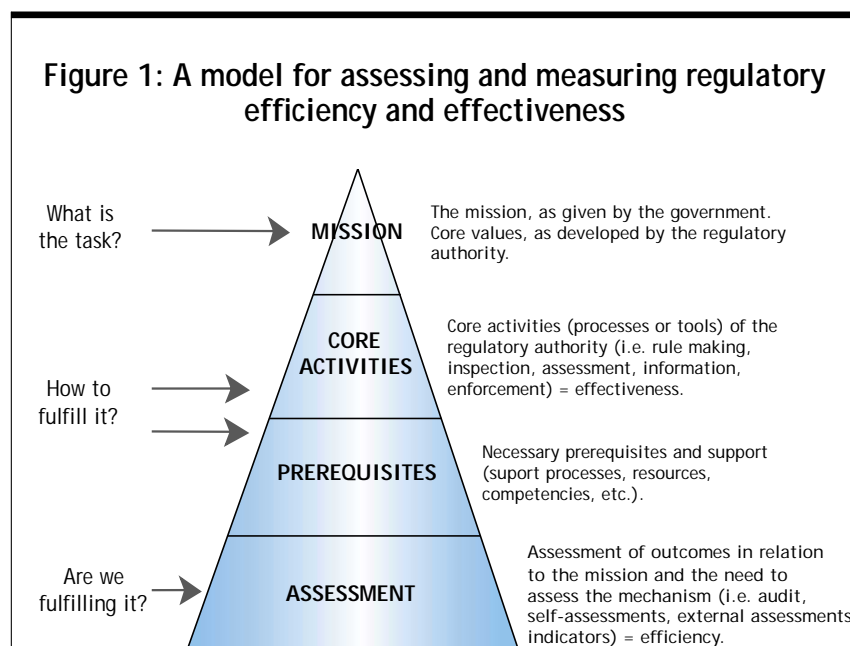 Figure 1: A model for assessing and measuring regulatory
efficiency and effectiveness
What is
the task?
MISSION
The mission, as given by the government.
Core values, as developed by the regulatory
authority.
How to
fulfill it?
CORE
ACTIVITIES
Core activities (processes or tools) of the
regulatory authority (i.e. rule making,
inspection, assessment, information,
enforcement) = effectiveness.
PREREQUISITES
Necessary prerequisites and support
(suport processes, resources,
competencies, etc.).
Are we
fulfilling it?
ASSESSMENT
Assessment of outcomes in relation
to the mission and the need to
assess the mechanism (i.e. audit,
self-assessments, external assessments
indicators) = efficiency.